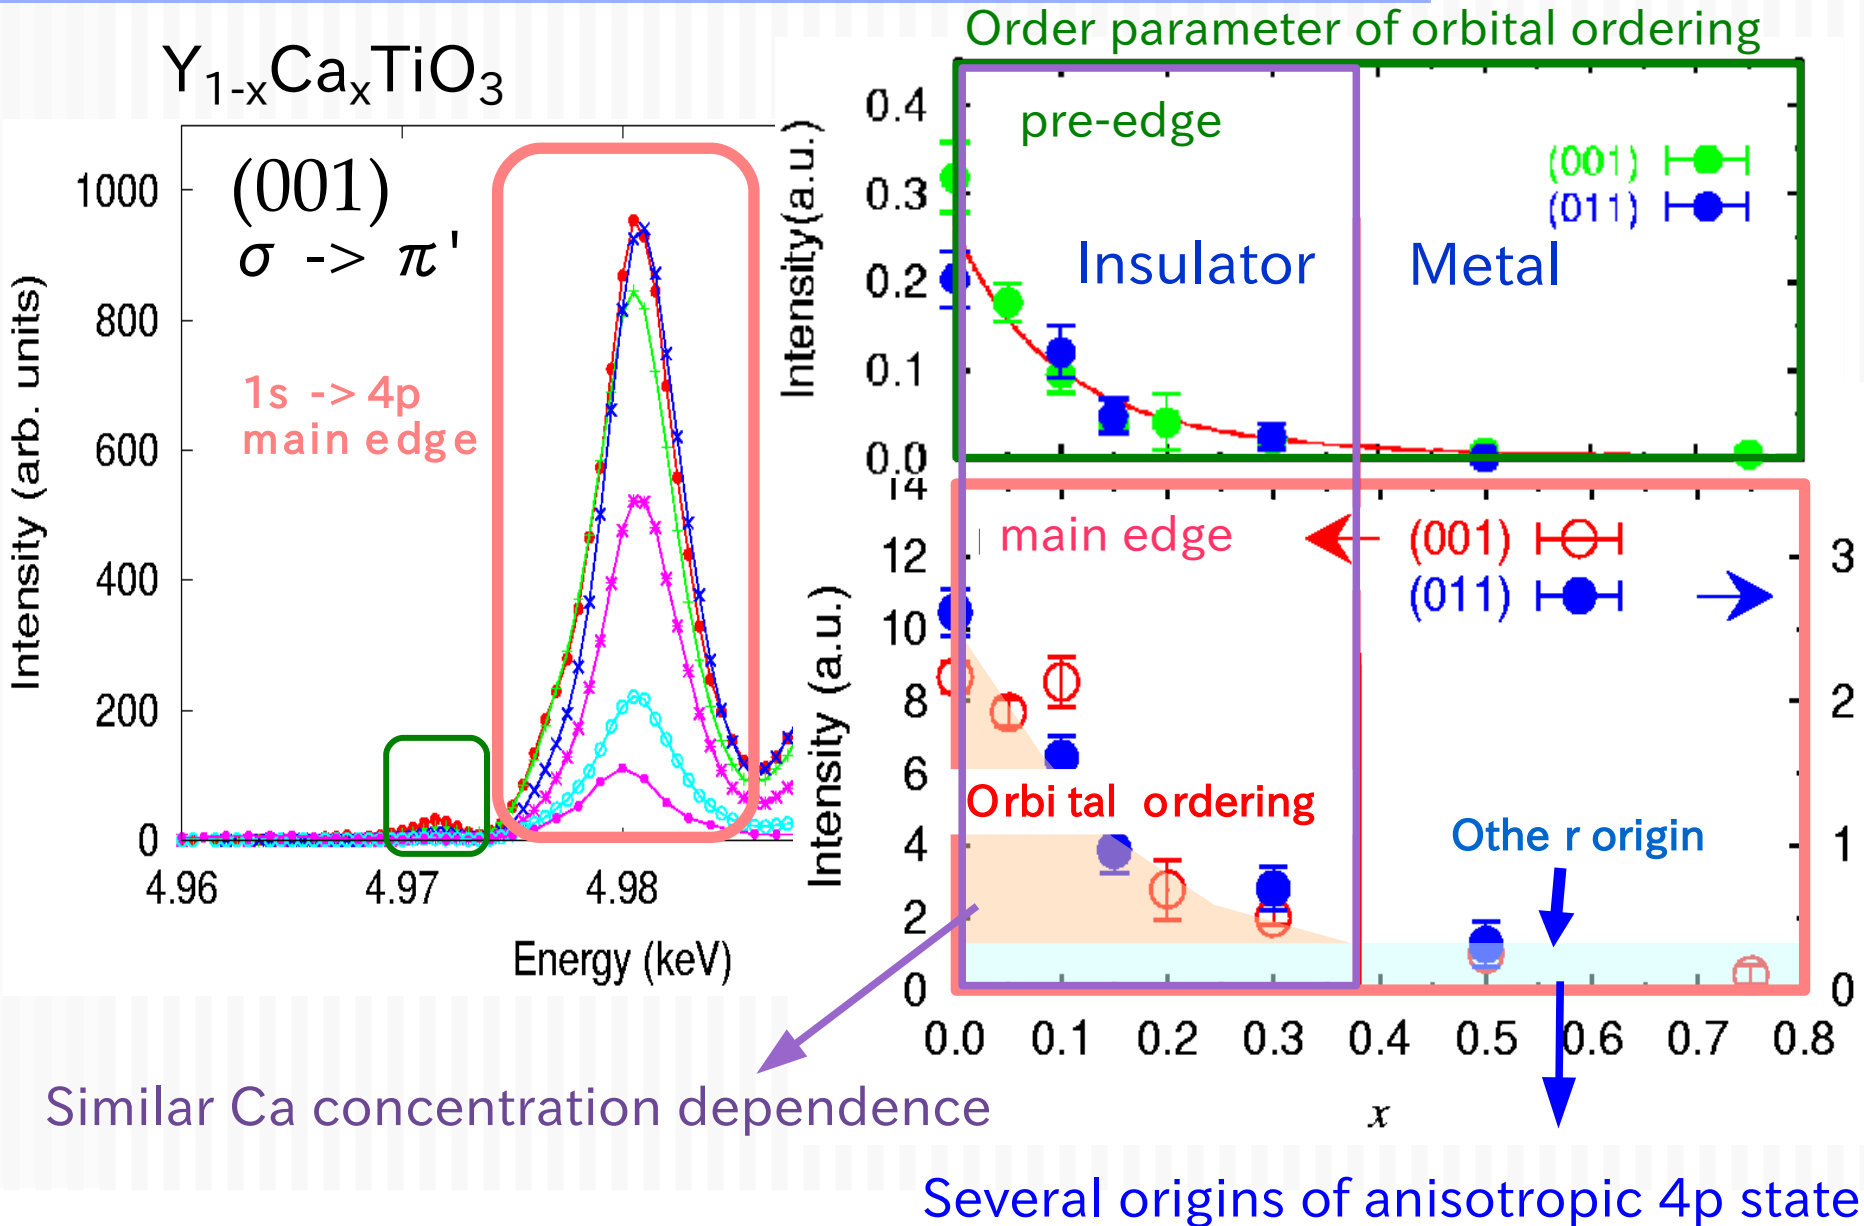 Order parameter of orbital ordering
Y1-xCaxTiO3
(001)
σ -> π'
1s -> 4p
main edge
1000
800
600
400
200
0
Intensity (arb. units)
4.96 4.97 4.98
Energy (keV)
pre-edge
(001)
(011)
Insulator Metal
0.4
0.3
0.2
0.1
0.0
Intensity(a.u.)
main edge
(001)
(011)
14
12
10
8
6
4
2
0
Intensity (a.u.)
3
2
1
0
Orbi tal ordering
Othe r origin
0.0 0.1 0.2 0.3 0.4 0.5 0.6 0.7 0.8
x
Similar Ca concentration dependence
Several origins of anisotropic 4p state